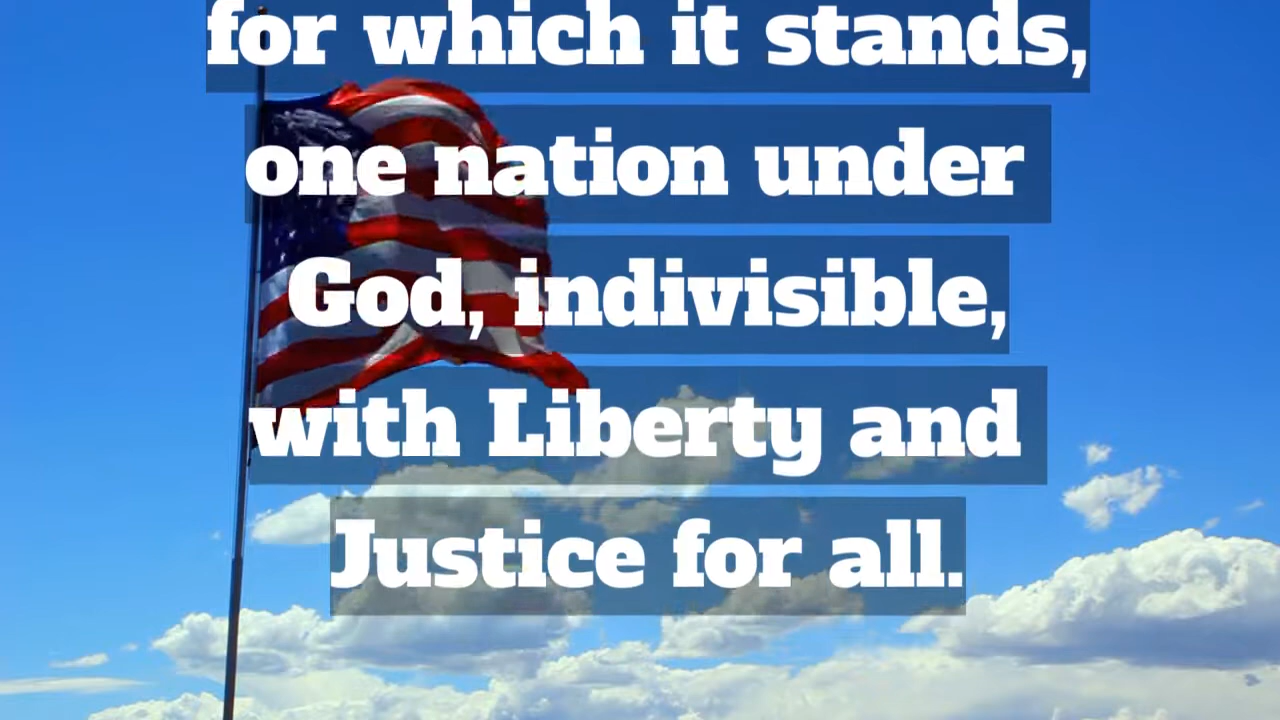 for which it stands,
one nation under
God, indivisible,
with Liberty and
Justice for all.